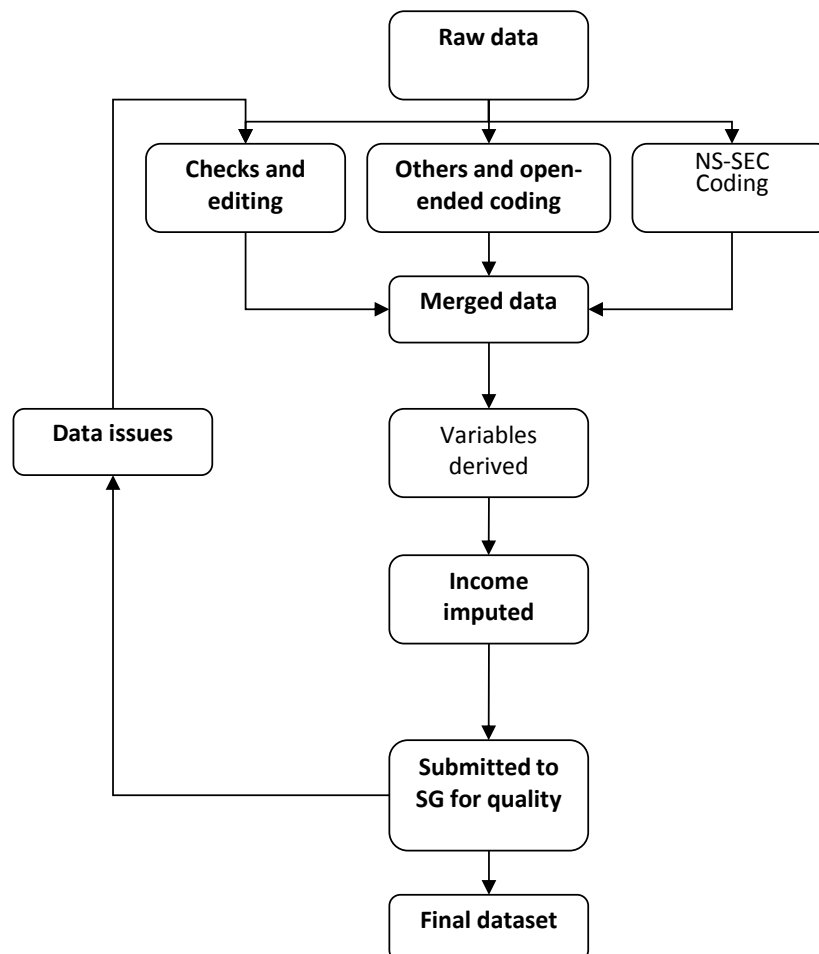 Raw data
Checks and
editing
Others and open-
ended coding
NS-SEC
Coding
Merged data
Data issues
Variables
derived
Income
imputed
Submitted to
SG for quality
Final dataset